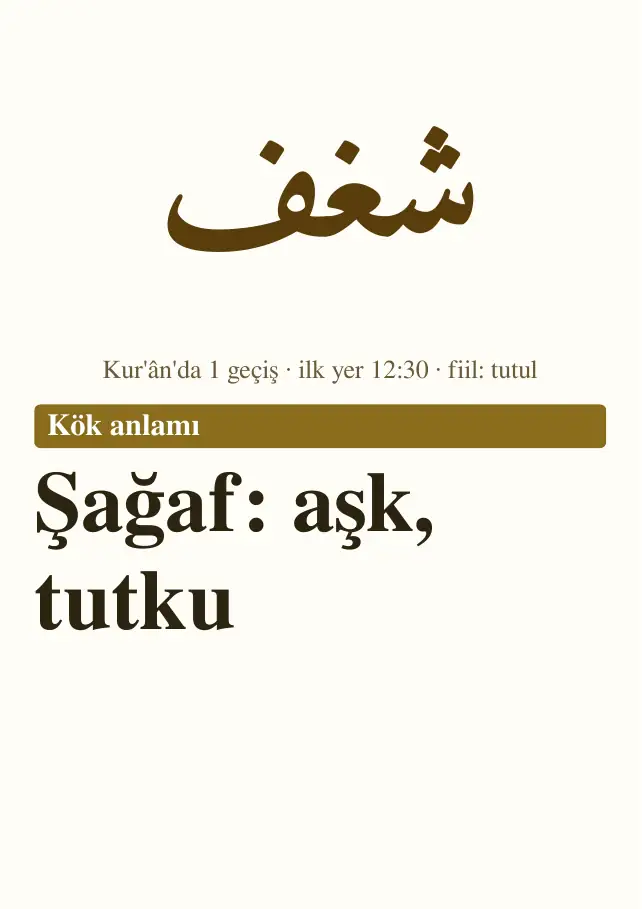 شغف
Kur'ân'da 1 geçiş · ilk yer 12:30 · fiil: tutul
Kök anlamı
Şağaf: aşk,
tutku